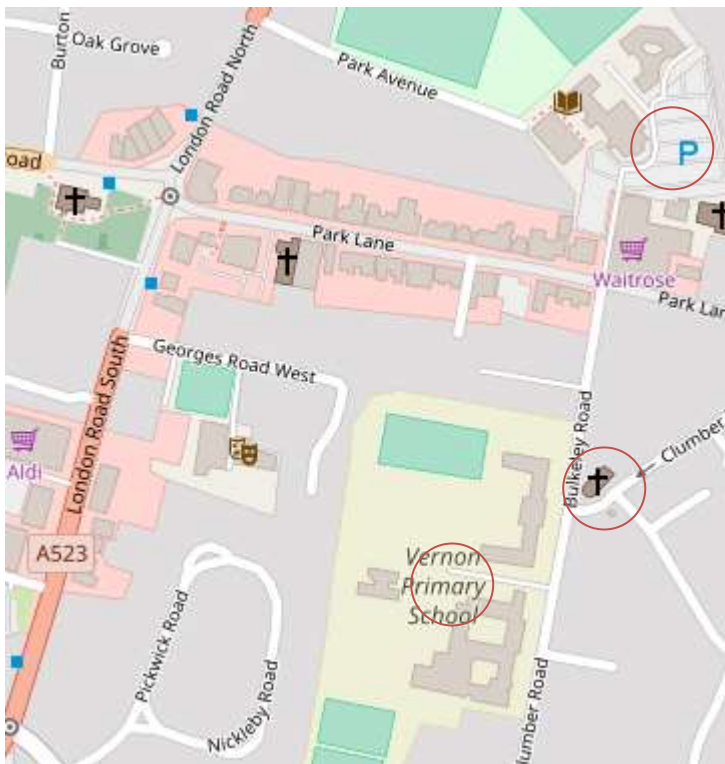 Burton
Oak Grove
London Road North
Park Avenue
P
oad
Park Lane
Waitrose
Park Lan
Georges Road West
London Road South
Bulkeley Road
Clumber
Aldi
A523
Vernon
Primary
School
Pickwick Road
Nickleby Road
lumber Road